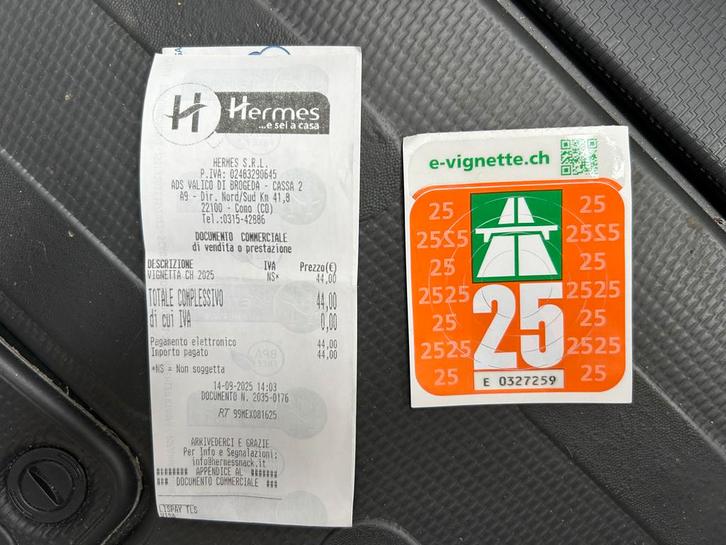 Hermes
...e sei a casa
HERMES S.R.L.
P.IVA: 02463290645
ADS VALICO DI BROGEDA - CASSA 2
A9 - Dir. Nord/Sud Km 41,8
22100 - Como (CO)
Tel.:0315-42886
DOCUMENTO COMMERCIALE
di vendita o prestazione
DESCRIZIONE IVA Prezzo(€)
VIGNETTA CH 2025 NS* 44,00
TOTALE COMPLESSIVO 44,00
di cui IVA 0,00
Pagamento elettronico 44,00
Importo pagato 44,00
*NS = Non soggetta
14-09-2025 14:03
DOCUMENTO N. 2035-0176
RT 99MEX081625
ARRIVEDERCI E GRAZIE
Per Info e Segnalazioni:
info@hermessnack.it
######## APPENDICE AL #######
### DOCUMENTO COMMERCIALE ###
e-vignette.ch
25 25
2525 2525
25 25
2525 2525
25 25
2525 2525
25 25
25
E 0327259